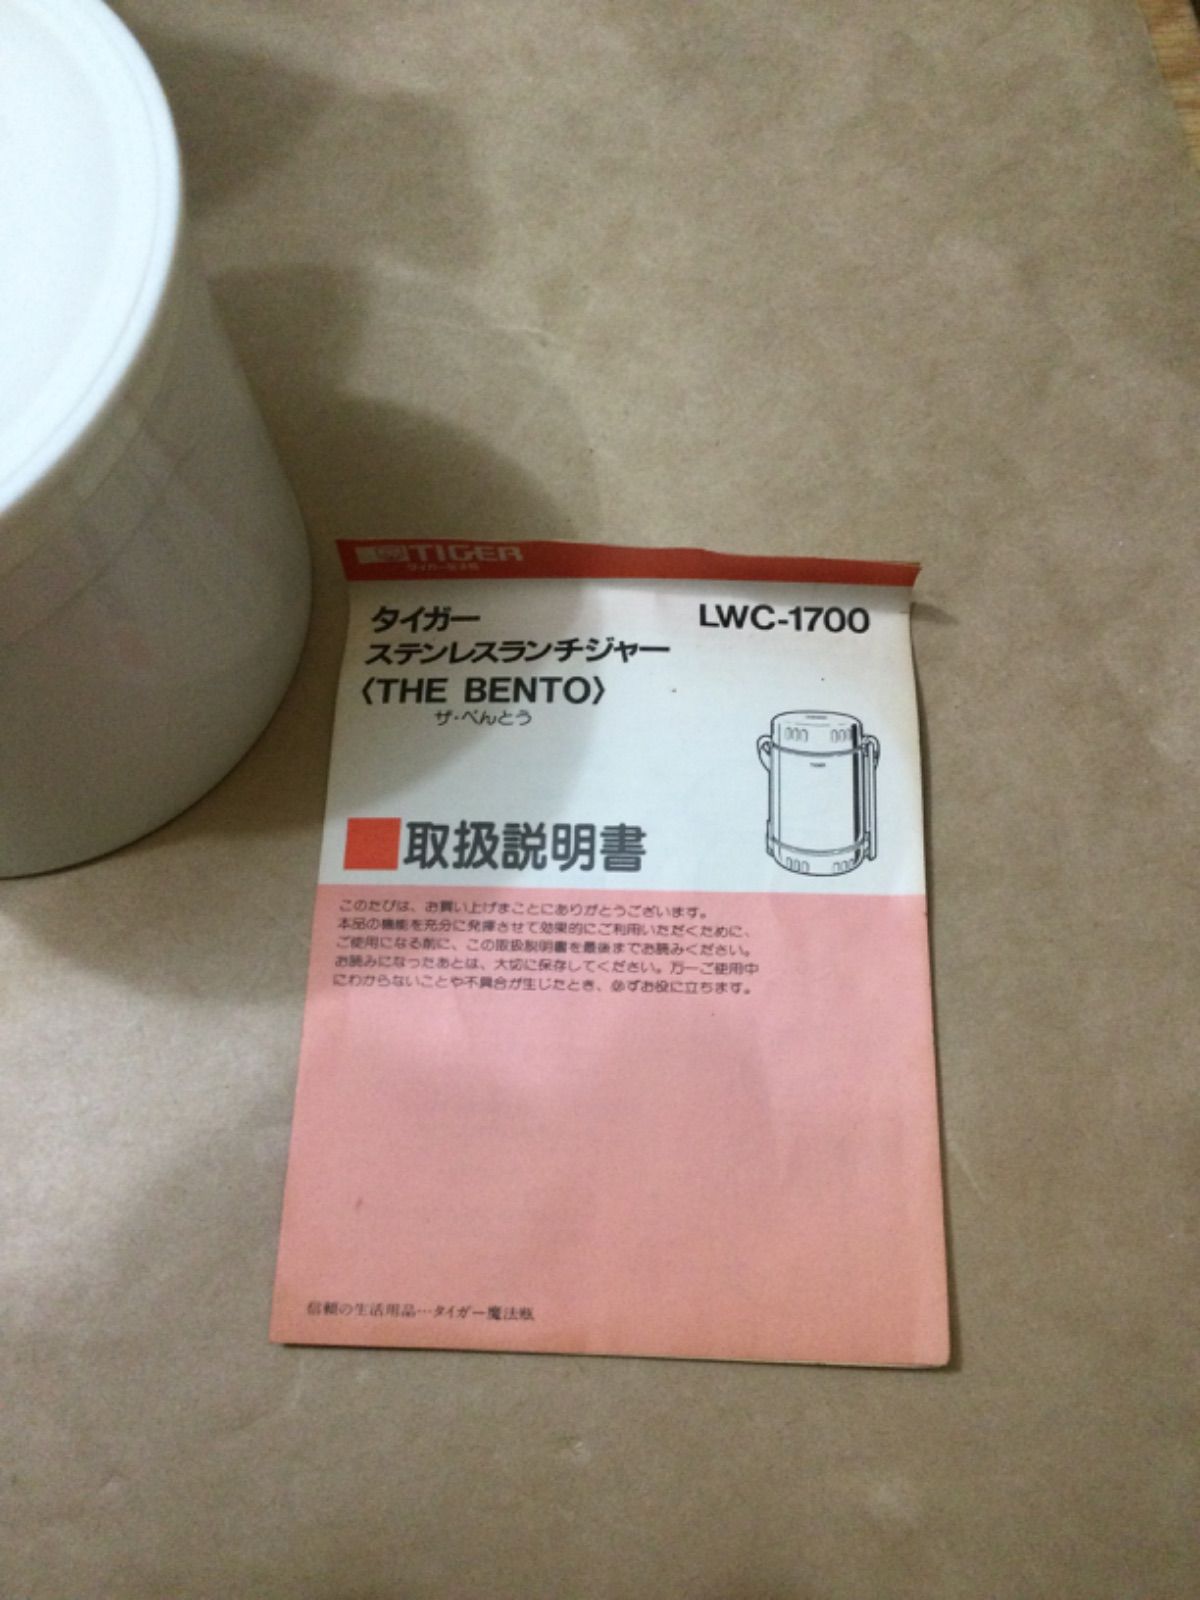 TIGER
タイガー魔法瓶
タイガー LWC-1700
ステンレスランチジャー
〈THE BENTO〉
ザ・べんとう
TIGER
取扱説明書
このたびは、お買い上げまことにありがとうございます。
本品の機能を充分に発揮させて効果的にご利用いただくために、
ご使用になる前に、この取扱説明書を最後までお読みください。
お読みになったあとは、大切に保存してください。万一ご使用中
にわからないことや不具合が生じたとき、必ずお役に立ちます。
信頼の生活用品…タイガー魔法瓶